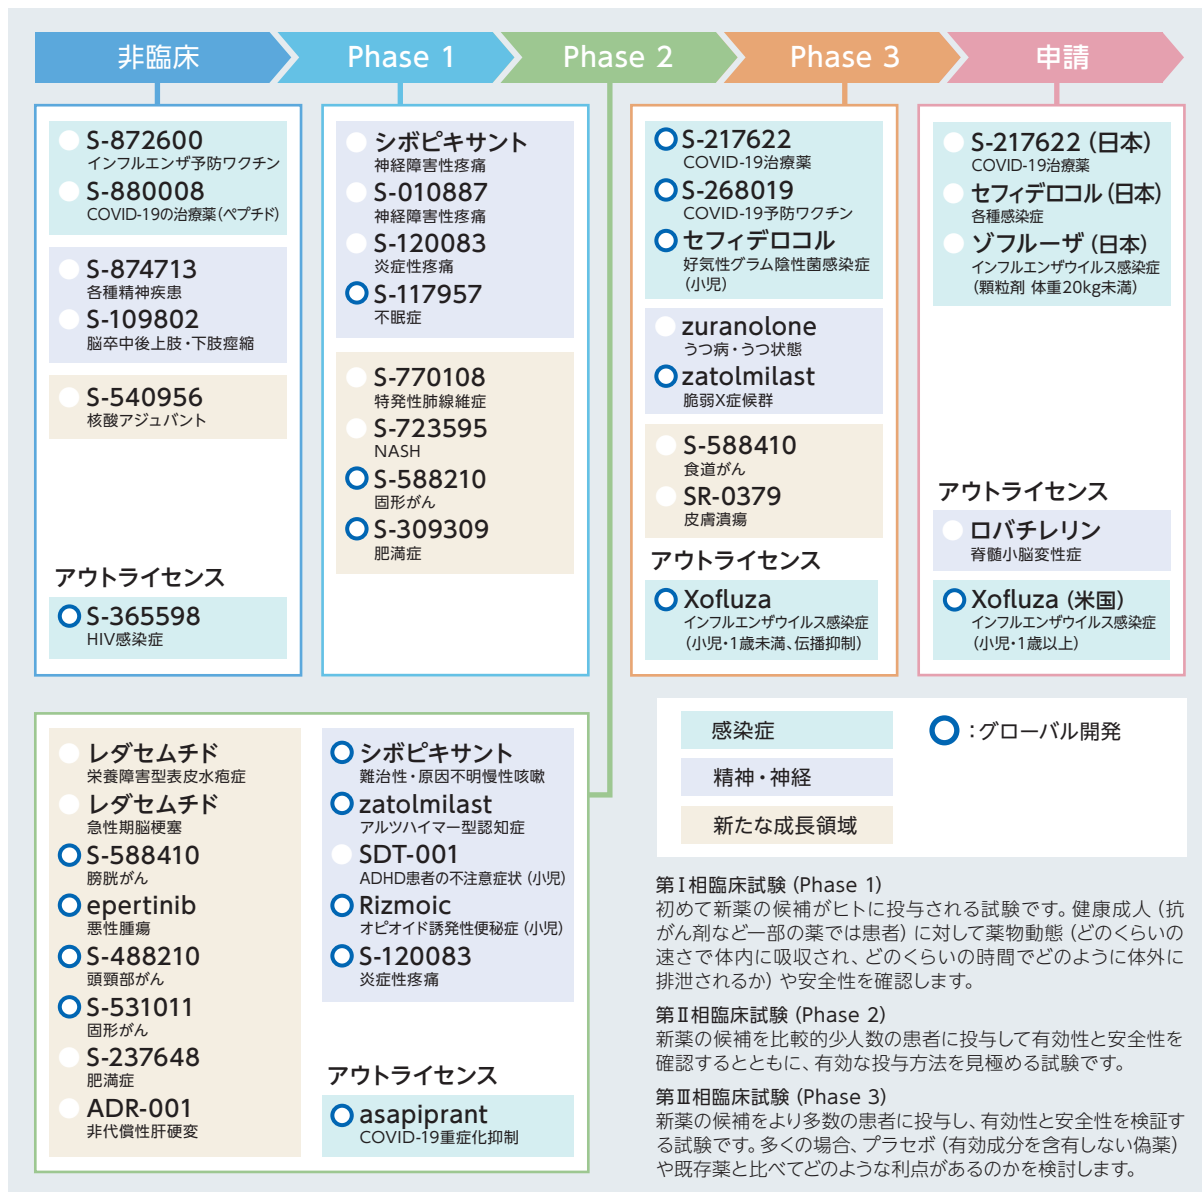 非臨床
Phase 1
Phase 2
Phase 3
申請
S-872600
インフルエンザ予防ワクチン
S-880008
COVID-19の治療薬(ペプチド)
S-874713
各種精神疾患
S-109802
脳卒中後上肢・下肢痙縮
S-540956
核酸アジュバント
アウトライセンス
S-365598
HIV感染症
シボピキサント
神経障害性疼痛
S-010887
神経障害性疼痛
S-120083
炎症性疼痛
S-117957
不眠症
S-770108
特発性肺線維症
S-723595
NASH
S-588210
固形がん
S-309309
肥満症
S-217622
COVID-19治療薬
S-268019
COVID-19予防ワクチン
セフィデロコル
好気性グラム陰性菌感染症
(小児)
zuranolone
うつ病・うつ状態
zatolmilast
脆弱X症候群
S-588410
食道がん
SR-0379
皮膚潰瘍
アウトライセンス
Xofluza
インフルエンザウイルス感染症
(小児・1歳未満、伝播抑制)
S-217622 (日本)
COVID-19治療薬
セフィデロコル (日本)
各種感染症
ゾフルーザ (日本)
インフルエンザウイルス感染症
(顆粒剤 体重20kg未満)
アウトライセンス
ロバチレリン
脊髄小脳変性症
Xofluza (米国)
インフルエンザウイルス感染症
(小児・1歳以上)
レダセムチド
栄養障害型表皮水疱症
レダセムチド
急性期脳梗塞
S-588410
膀胱がん
epertinib
悪性腫瘍
S-488210
頭頸部がん
S-531011
固形がん
S-237648
肥満症
ADR-001
非代償性肝硬変
シボピキサント
難治性・原因不明慢性咳嗽
zatolmilast
アルツハイマー型認知症
SDT-001
ADHD患者の不注意症状 (小児)
Rizmoic
オピオイド誘発性便秘症 (小児)
S-120083
炎症性疼痛
アウトライセンス
asapiprant
COVID-19重症化抑制
感染症
精神・神経
新たな成長領域
:グローバル開発
第Ⅰ相臨床試験 (Phase 1)
初めて新薬の候補がヒトに投与される試験です。健康成人 (抗
がん剤など一部の薬では患者) に対して薬物動態 (どのくらいの
速さで体内に吸収され、どのくらいの時間でどのように体外に
排泄されるか) や安全性を確認します。
第Ⅱ相臨床試験 (Phase 2)
新薬の候補を比較的少人数の患者に投与して有効性と安全性を
確認するとともに、有効な投与方法を見極める試験です。
第Ⅲ相臨床試験 (Phase 3)
新薬の候補をより多数の患者に投与し、有効性と安全性を検証す
る試験です。多くの場合、プラセボ (有効成分を含有しない偽薬)
や既存薬と比べてどのような利点があるのかを検討します。